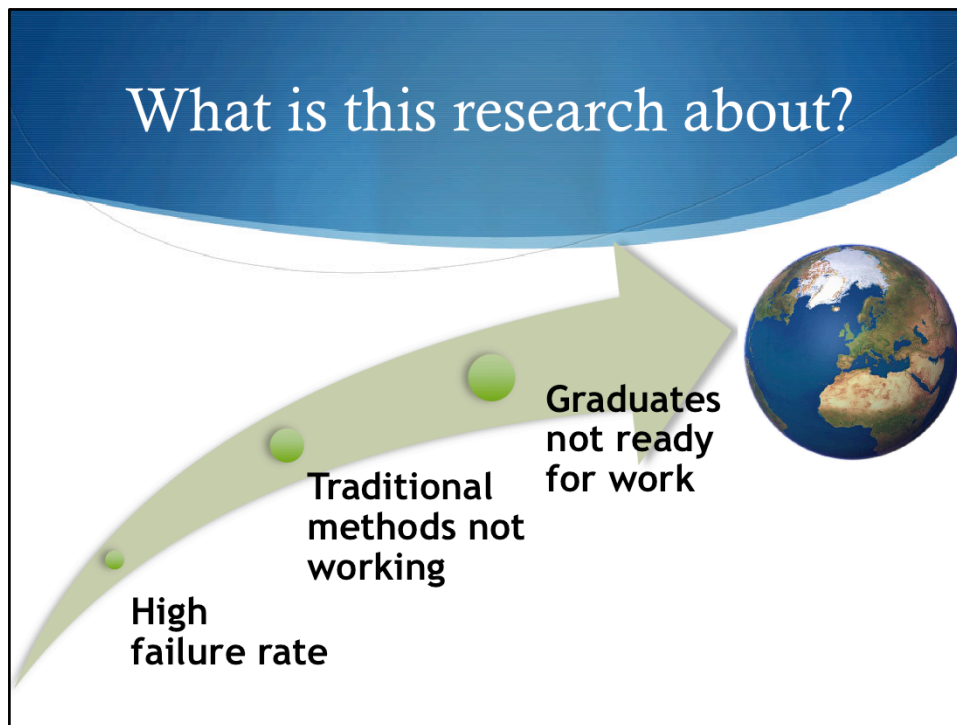 What is this research about?
High
failure rate
Traditional
methods not
working
Graduates
not ready
for work